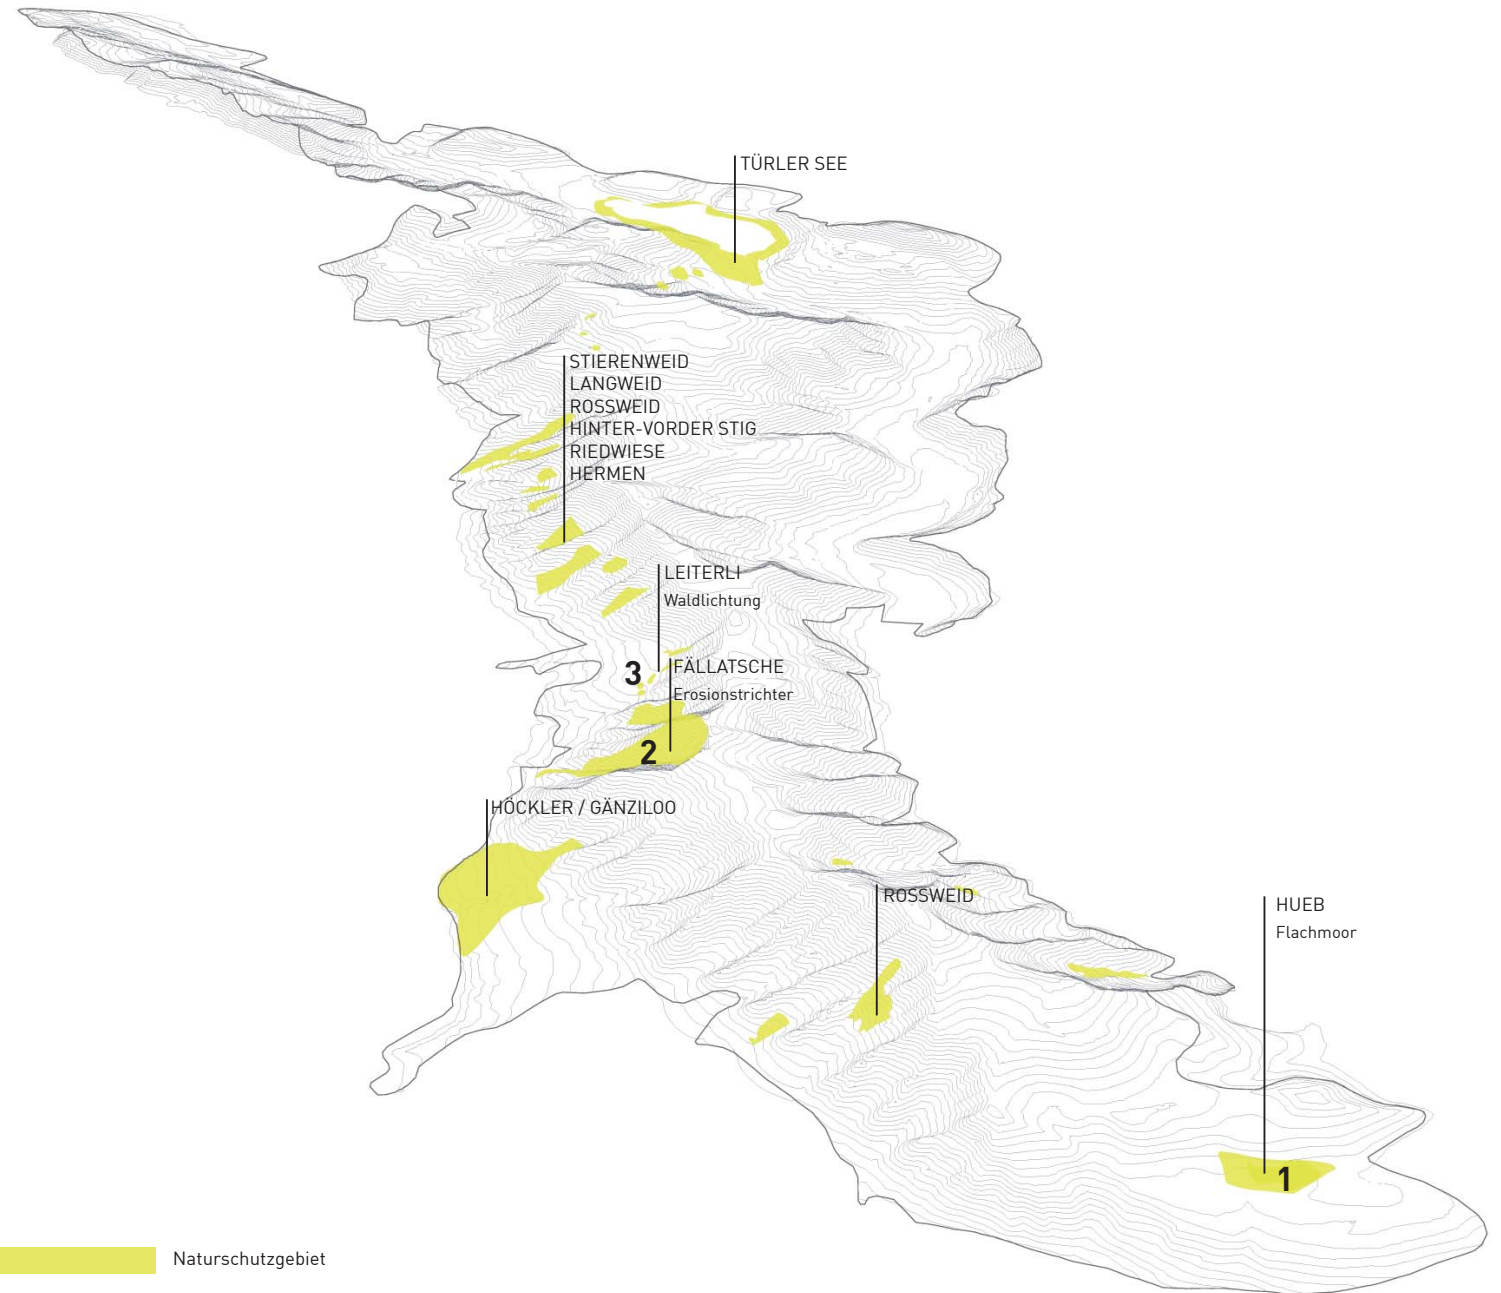 TÜRLER SEE
STIERENWEID
LANGWEID
ROSSWEID
HINTER-VORDER STIG
RIEDWIESE
HERMEN
LEITERLI
Waldlichtung
3
FÄLLATSCHE
Erosionstrichter
2
HÖCKLER / GÄNZILOO
ROSSWEID
HUEB
Flachmoor
1
Naturschutzgebiet